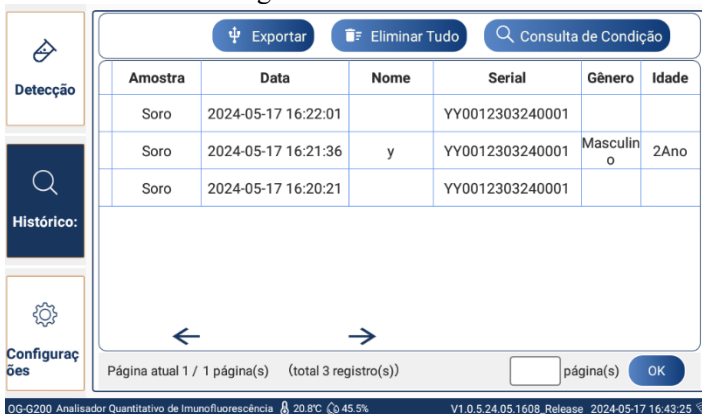 Exportar
Eliminar Tudo
Consulta de Condição
Detecção
Histórico:
Configuraç
ões
Amostra Data Nome Serial Gênero Idade
Soro 2024-05-17 16:22:01 YY0012303240001
Soro 2024-05-17 16:21:36 y YY0012303240001 Masculin
o 2Ano
Soro 2024-05-17 16:20:21 YY0012303240001
Página atual 1 / 1 página(s) (total 3 registro(s)) página(s) OK
OG-G200 Analisador Quantitativo de Imunofluorescência 20.8℃ 45.5% V1.0.5.24.05.1608_Release 2024-05-17 16:43:25